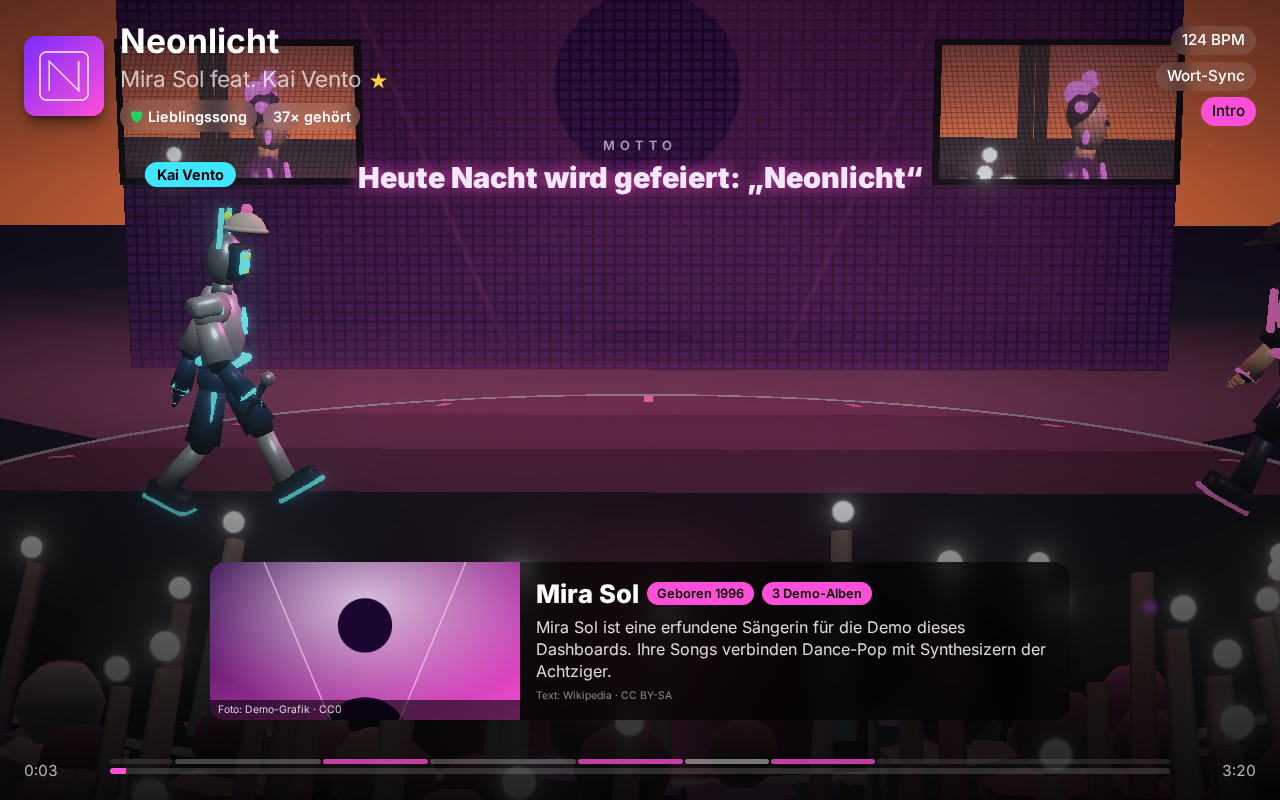 Neonlicht
Mira Sol feat. Kai Vento ★
Lieblingssong
37× gehört
124 BPM
Wort-Sync
Intro
MOTTO
Heute Nacht wird gefeiert: „Neonlicht“
Kai Vento
Mira Sol
Geboren 1996
3 Demo-Alben
Mira Sol ist eine erfundene Sängerin für die Demo dieses
Dashboards. Ihre Songs verbinden Dance-Pop mit Synthesizern der
Achtziger.
Text: Wikipedia · CC BY-SA
Foto: Demo-Grafik · CC0
0:03
3:20